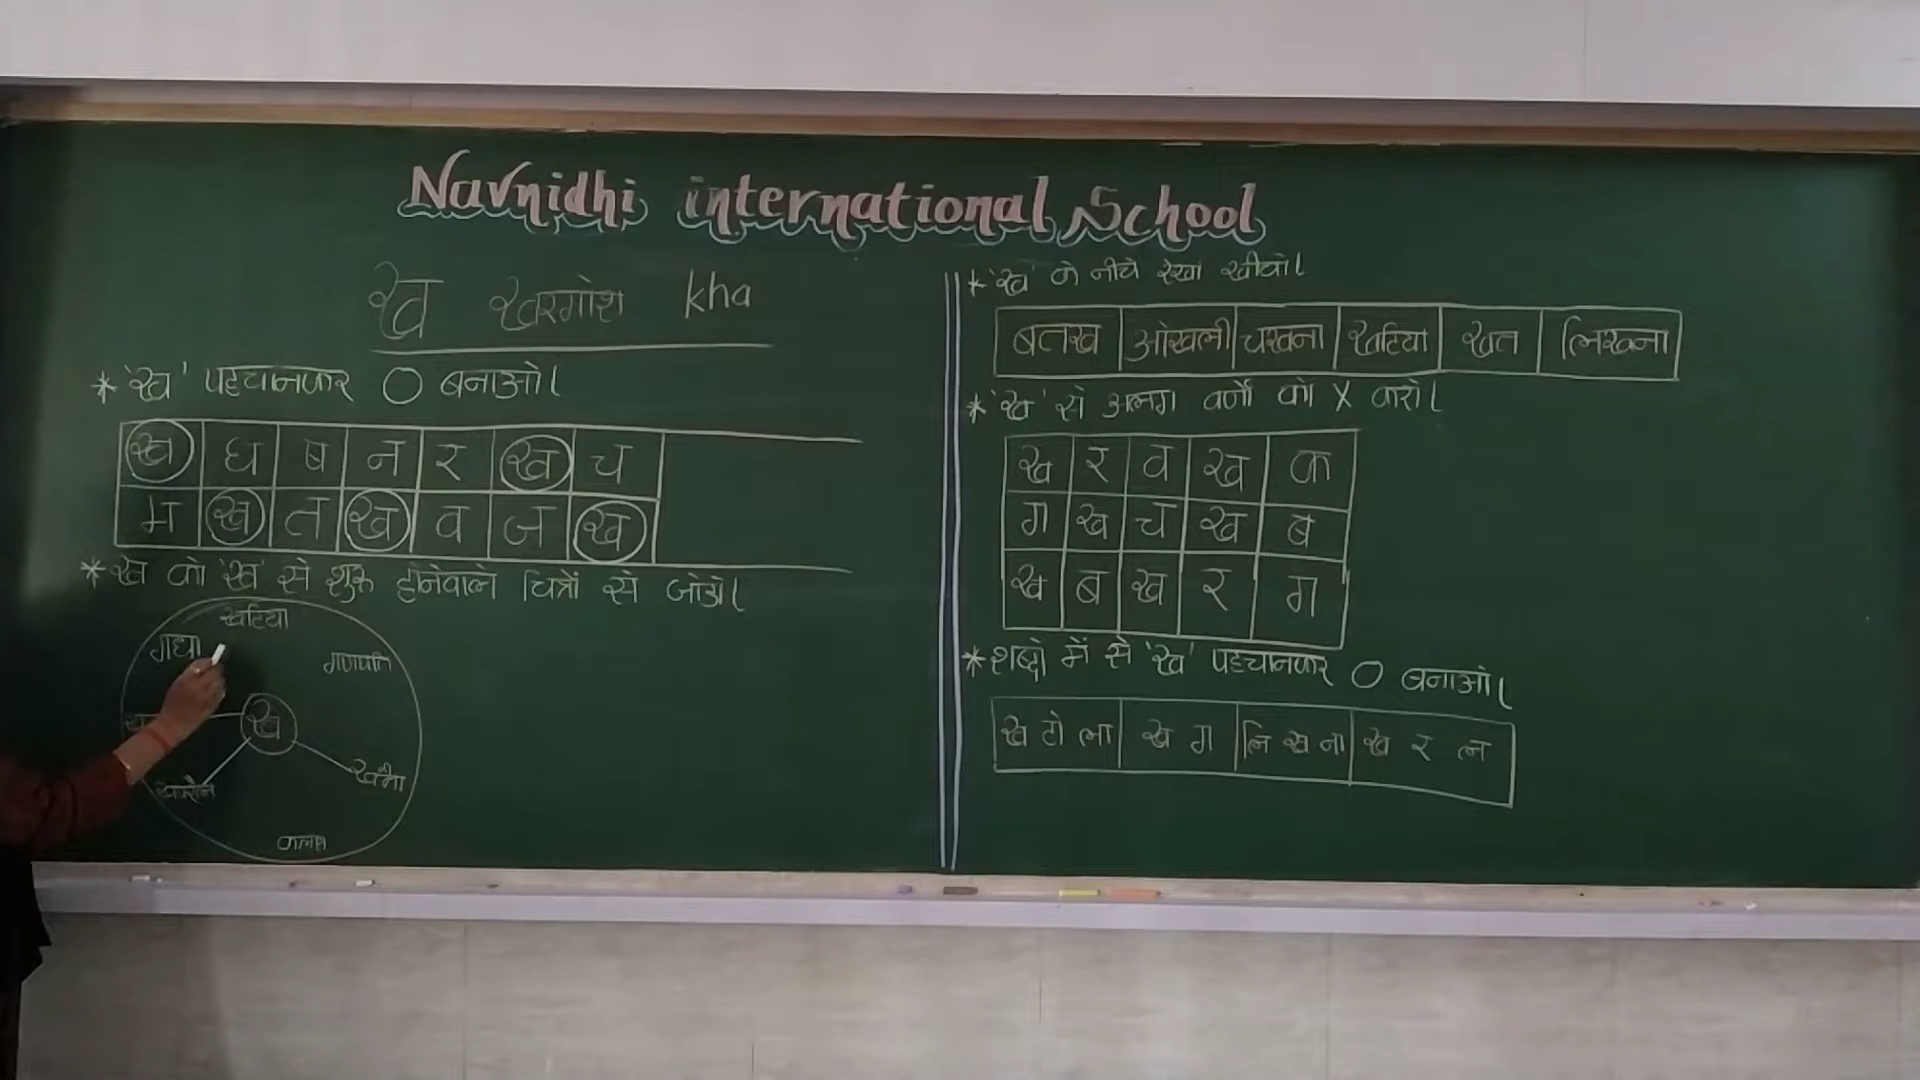 Navnidhi international School
ख खरगोश kha
* 'ख' पहचानकर O बनाओ।
ख घ ष न र ख च
म ख त ख व ज ख
* ख को 'ख' से शुरू होनेवाले चित्रों से जोडो।
खटिया
गधा
गणपति
ख
कलश
* 'ख' के नीचे रेखा खींचो।
बतख ओखली चखना खटिया खत लिखना
* 'ख' से अलग वर्णो को X करो।
ख र व ख क
ग ख च ख ब
ख ब ख र ग
* शब्दो में से 'ख' पहचानकर O बनाओ।
ख टो ला ख ग लि ख ना ख र ल